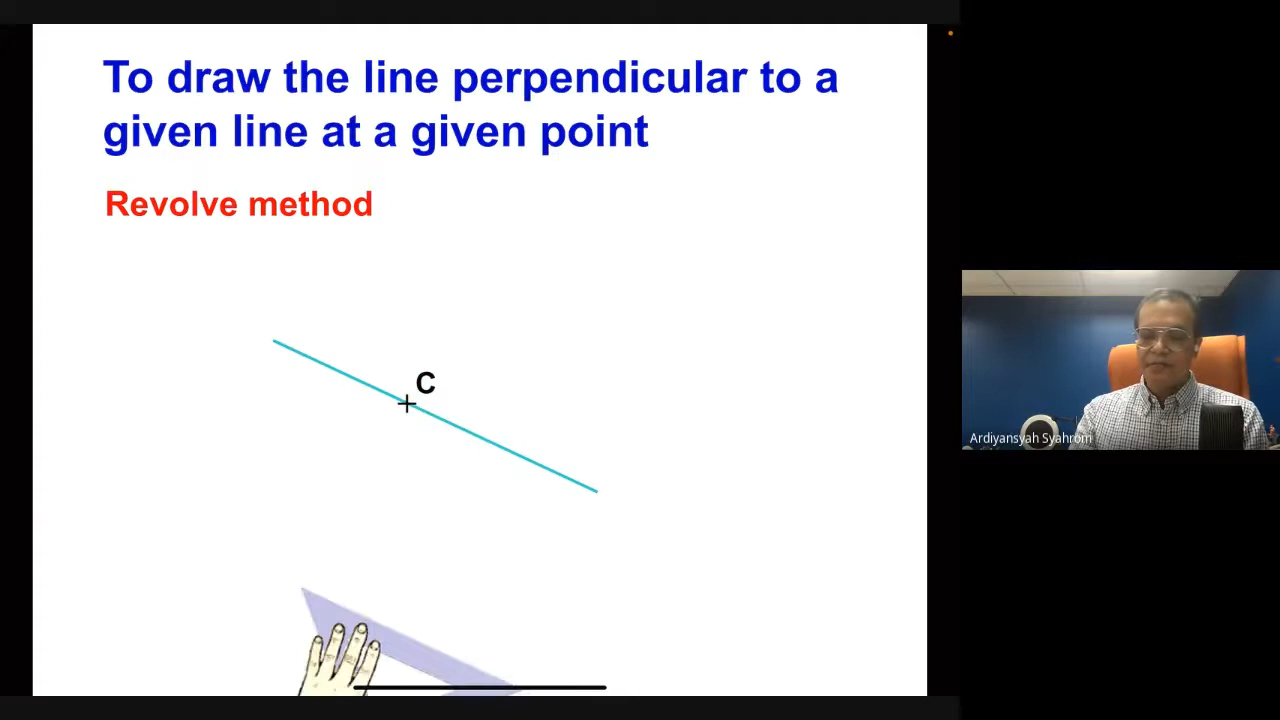 To draw the line perpendicular to a
given line at a given point
Revolve method
C
Ardiyansyah Syahrom